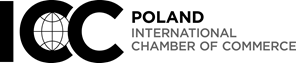 ICC
POLAND
INTERNATIONAL
CHAMBER OF COMMERCE